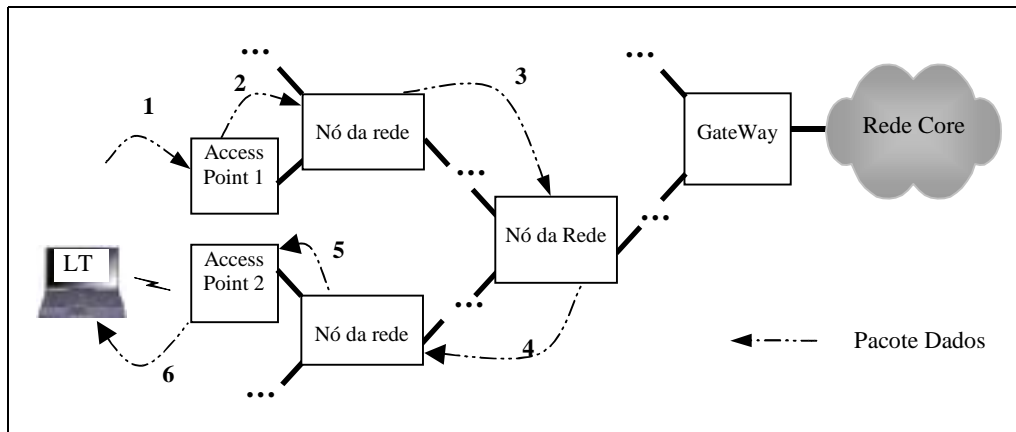 ...
1
2
3
...
Nó da rede
Access
Point 1
GateWay
Rede Core
...
...
Nó da Rede
LT
Access
Point 2
5
...
Nó da rede
4
Pacote Dados
6
...